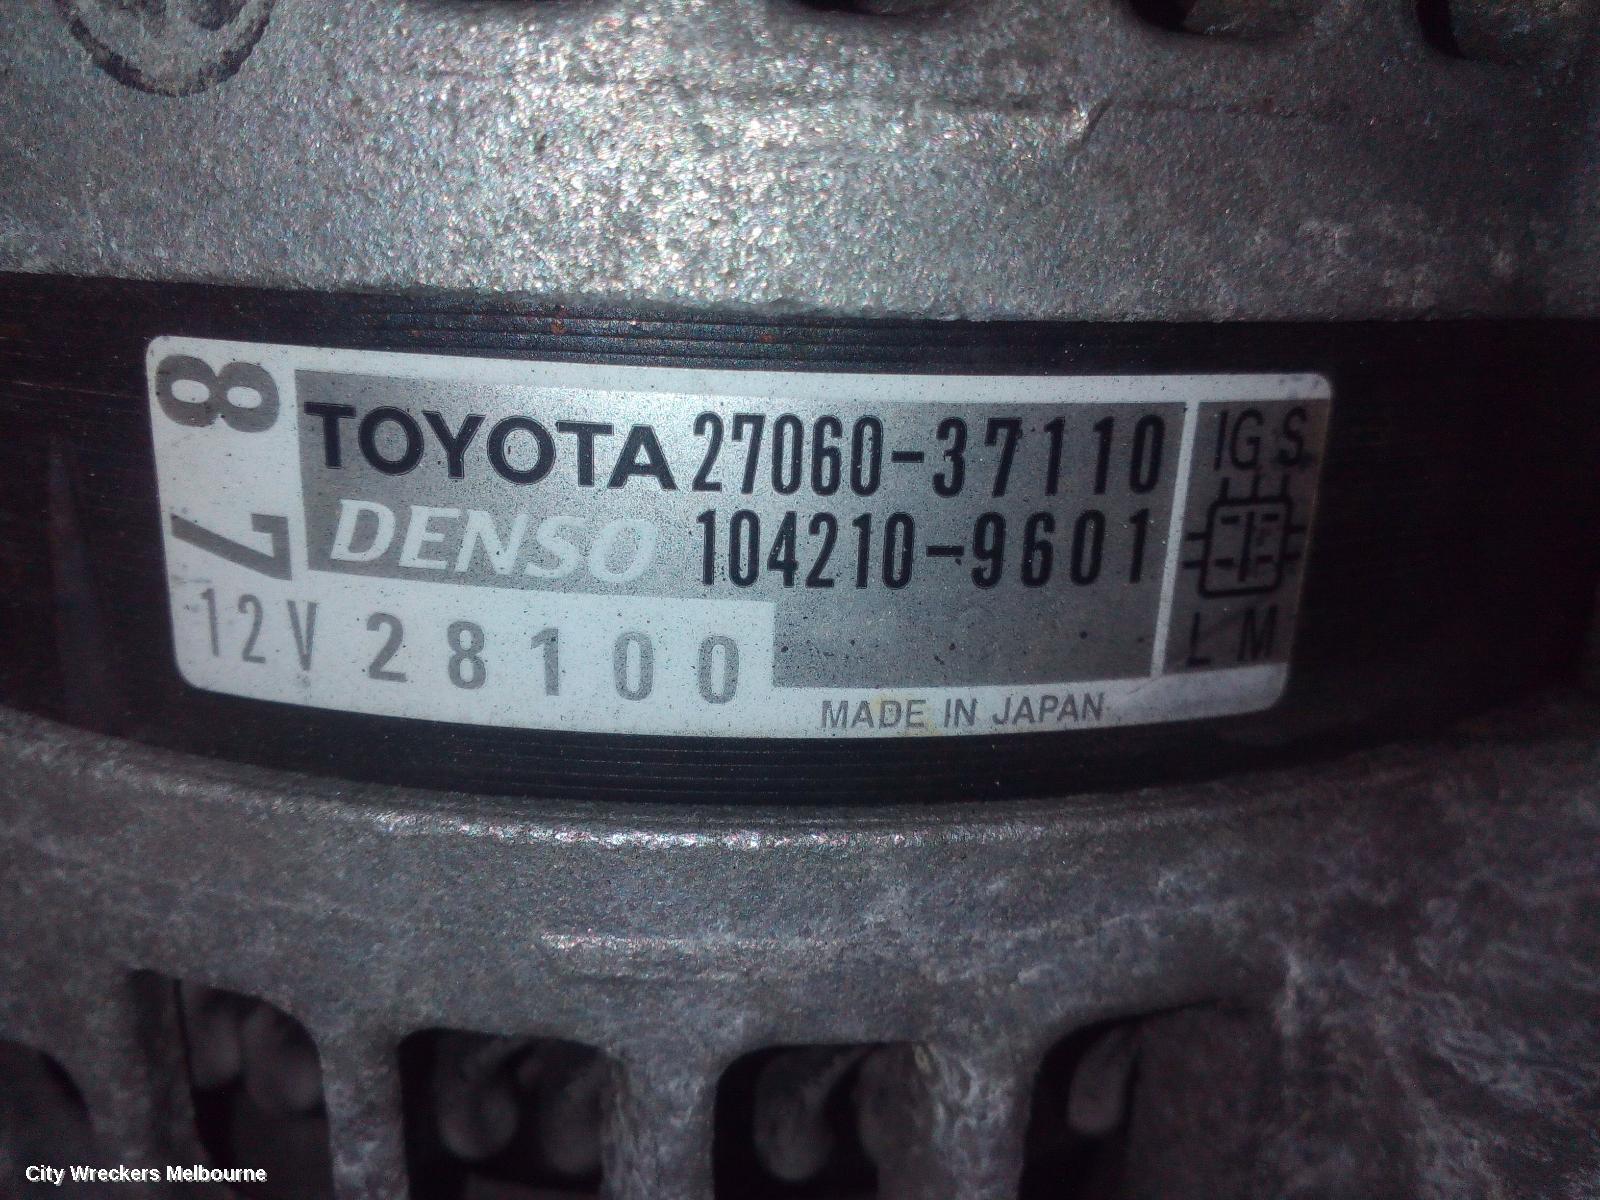 87
TOYOTA 27060-37110
DENSO 104210-9601
12V 28100
MADE IN JAPAN
IG S
L M
City Wreckers Melbourne